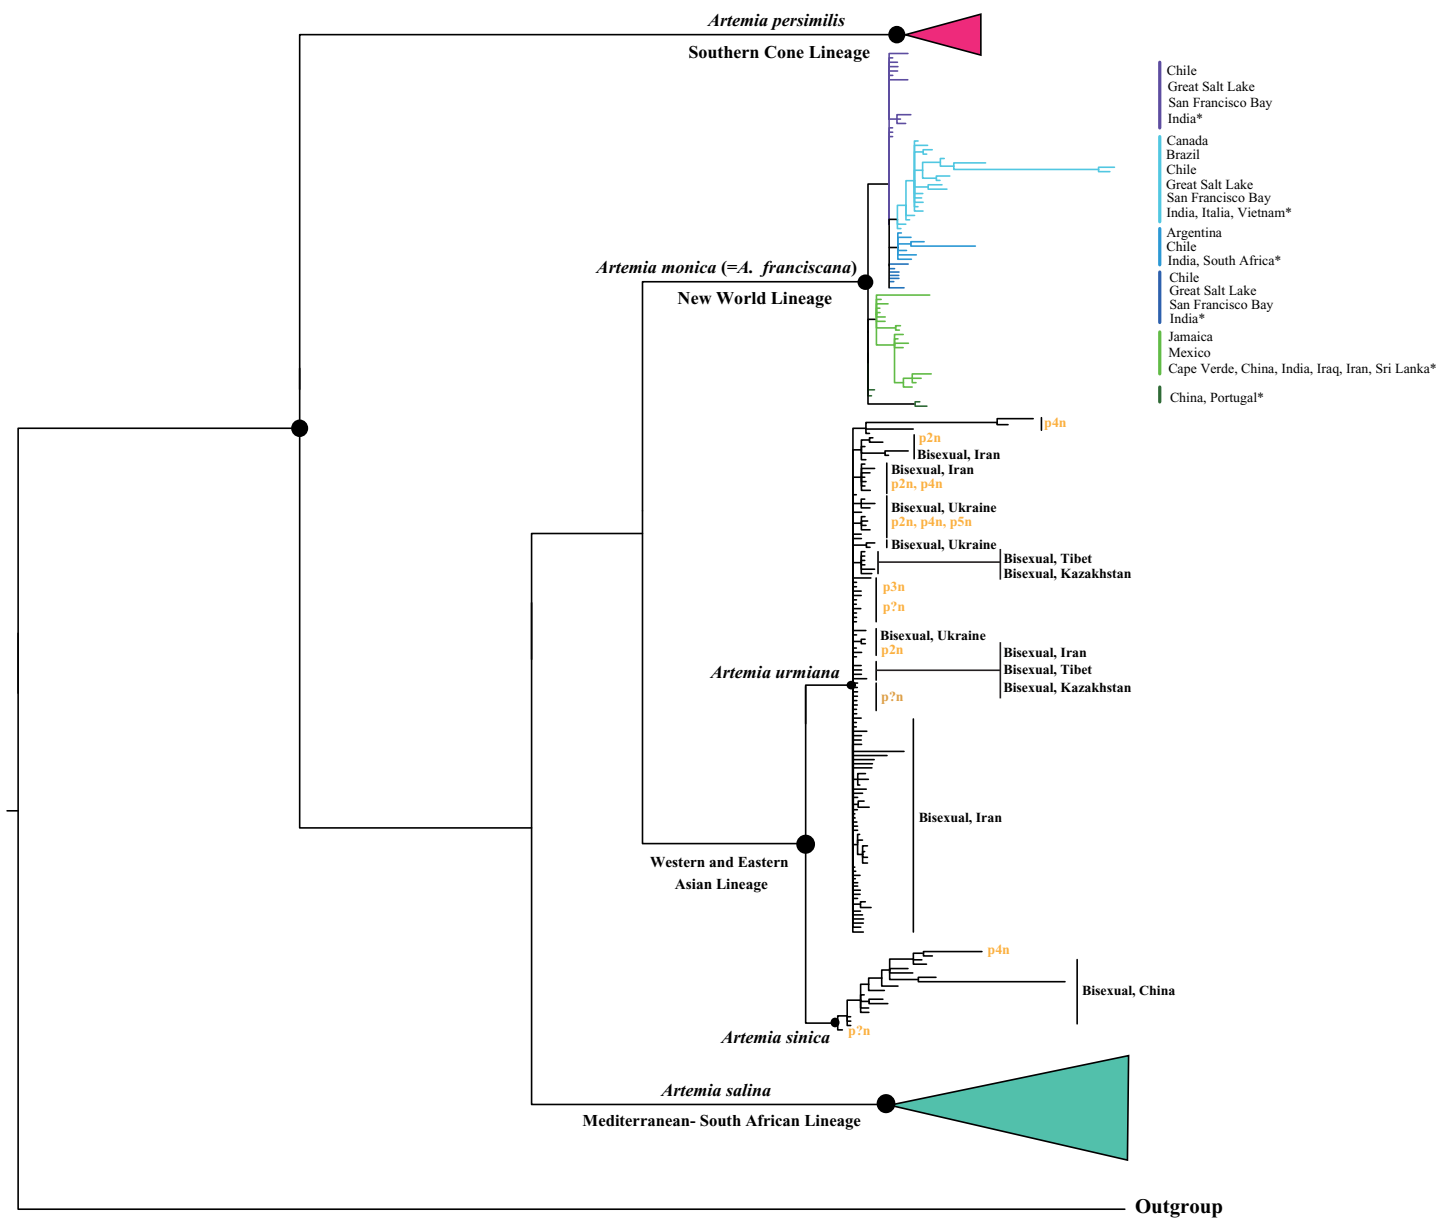 Artemia persimilis
Southern Cone Lineage
Chile
Great Salt Lake
San Francisco Bay
India*
Canada
Brazil
Chile
Great Salt Lake
San Francisco Bay
India, Italia, Vietnam*
Argentina
Chile
India, South Africa*
Artemia monica (=A. franciscana)
New World Lineage
Chile
Great Salt Lake
San Francisco Bay
India*
Jamaica
Mexico
Cape Verde, China, India, Iraq, Iran, Sri Lanka*
China, Portugal*
p4n
p2n
Bisexual, Iran
Bisexual, Iran
p2n, p4n
Bisexual, Ukraine
p2n, p4n, p5n
Bisexual, Ukraine
Bisexual, Tibet
Bisexual, Kazakhstan
p3n
p?n
Bisexual, Ukraine
p2n
Bisexual, Iran
Bisexual, Tibet
Bisexual, Kazakhstan
Artemia urmiana
p?n
Bisexual, Iran
Western and Eastern
Asian Lineage
p4n
Bisexual, China
p?n
Artemia sinica
Artemia salina
Mediterranean- South African Lineage
Outgroup